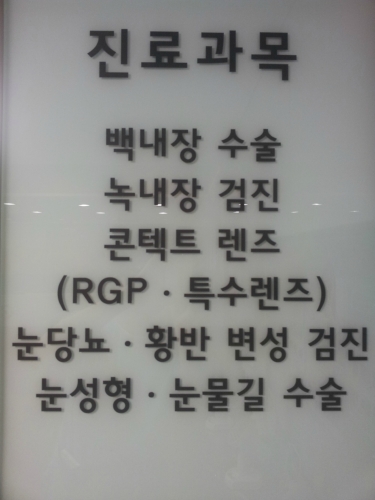 진료과목
백내장 수술
녹내장 검진
콘텍트 렌즈
(RGP · 특수렌즈)
눈당뇨 · 황반 변성 검진
눈성형 · 눈물길 수술